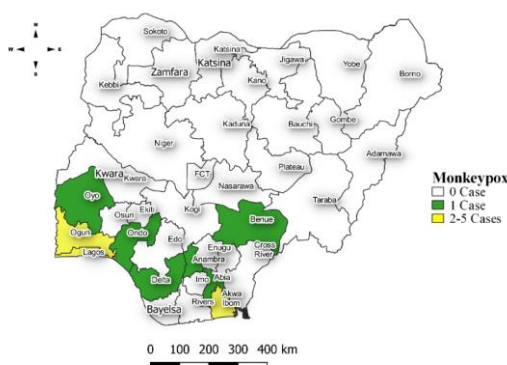 N
W E
S
Sokoto
Katsina
Zamfara
Katsina
Jigawa
Yobe
Borno
Kebbi
Kano
Kaduna
Bauchi
Gombe
Adamawa
Niger
Plateau
FCT
Kwara
Kwara
Nasarawa
Taraba
Oyo
Kogi
Benue
Osun
Ekiti
Ogun
Ondo
Edo
Enugu
Cross
River
Lagos
Anambra
Delta
Imo
Abia
Akwa
Ibom
Rivers
Bayelsa
Monkeypox
0 Case
1 Case
2-5 Cases
0 100 200 300 400 km